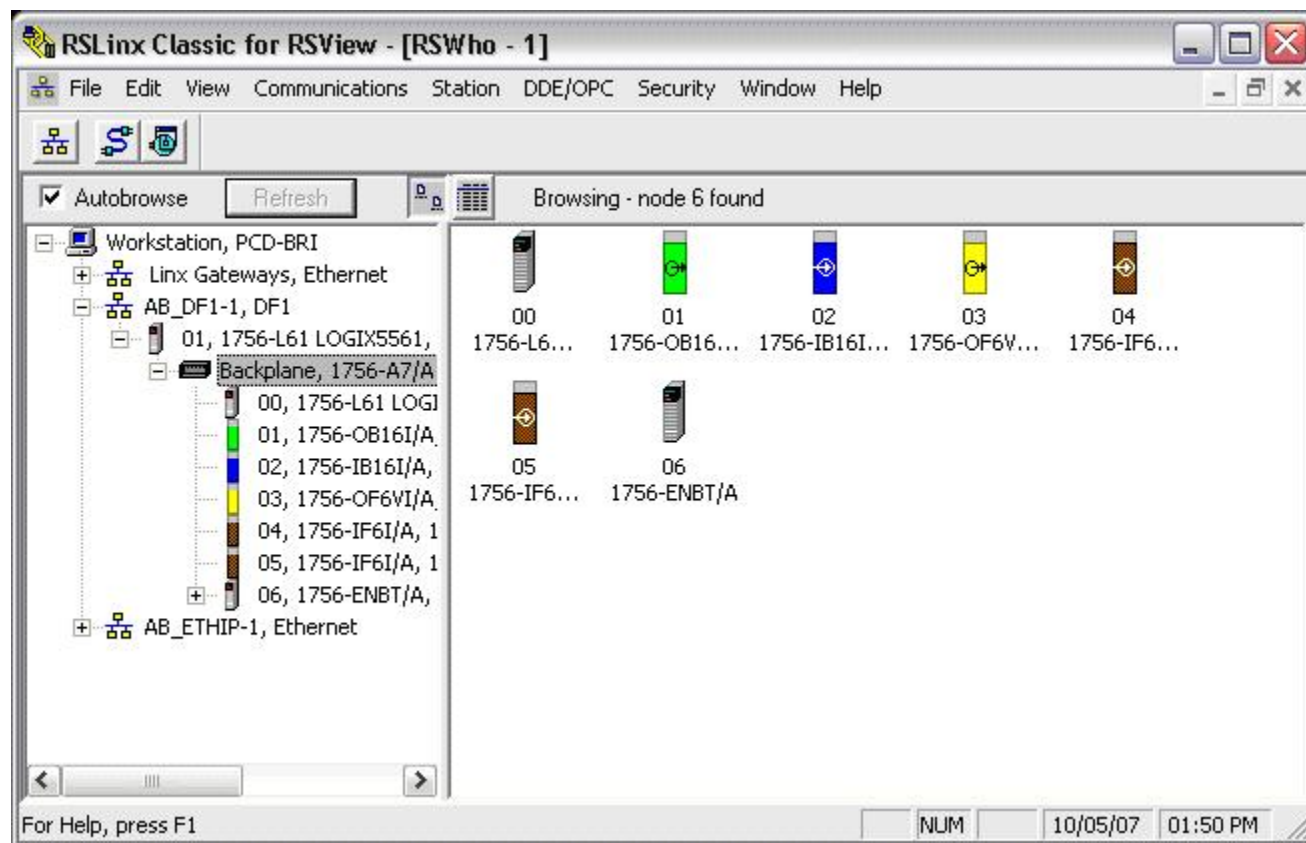 RSLinx Classic for RSView - [RSWho - 1]
File Edit View Communications Station DDE/OPC Security Window Help
Autobrowse Refresh Browsing - node 6 found
Workstation, PCD-BRI
Linx Gateways, Ethernet
AB_DF1-1, DF1
01, 1756-L61 LOGIX5561,
Backplane, 1756-A7/A
00, 1756-L61 LOGI
01, 1756-OB16I/A,
02, 1756-IB16I/A,
03, 1756-OF6VI/A,
04, 1756-IF6I/A, 1
05, 1756-IF6I/A, 1
06, 1756-ENBT/A,
AB_ETHIP-1, Ethernet
00 01 02 03 04
1756-L6... 1756-OB16... 1756-IB16I... 1756-OF6V... 1756-IF6...
05 06
1756-IF6... 1756-ENBT/A
For Help, press F1 NUM 10/05/07 01:50 PM